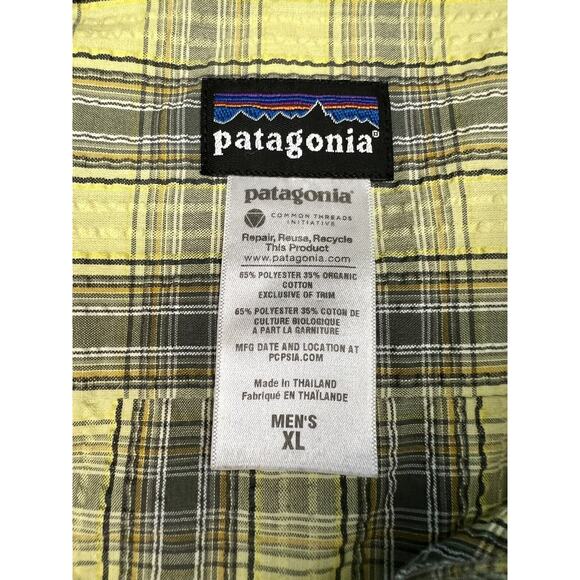 patagonia®
patagonia®
COMMON THREADS
INITIATIVE
Repair, Reuse, Recycle
This Product
www.patagonia.com
65% POLYESTER 35% ORGANIC
COTTON
EXCLUSIVE OF TRIM
65% POLYESTER 35% COTON DE
CULTURE BIOLOGIQUE
A PART LA GARNITURE
MFG DATE AND LOCATION AT
PCPSIA.COM
Made in THAILAND
Fabriqué EN THAÏLANDE
MEN'S
XL